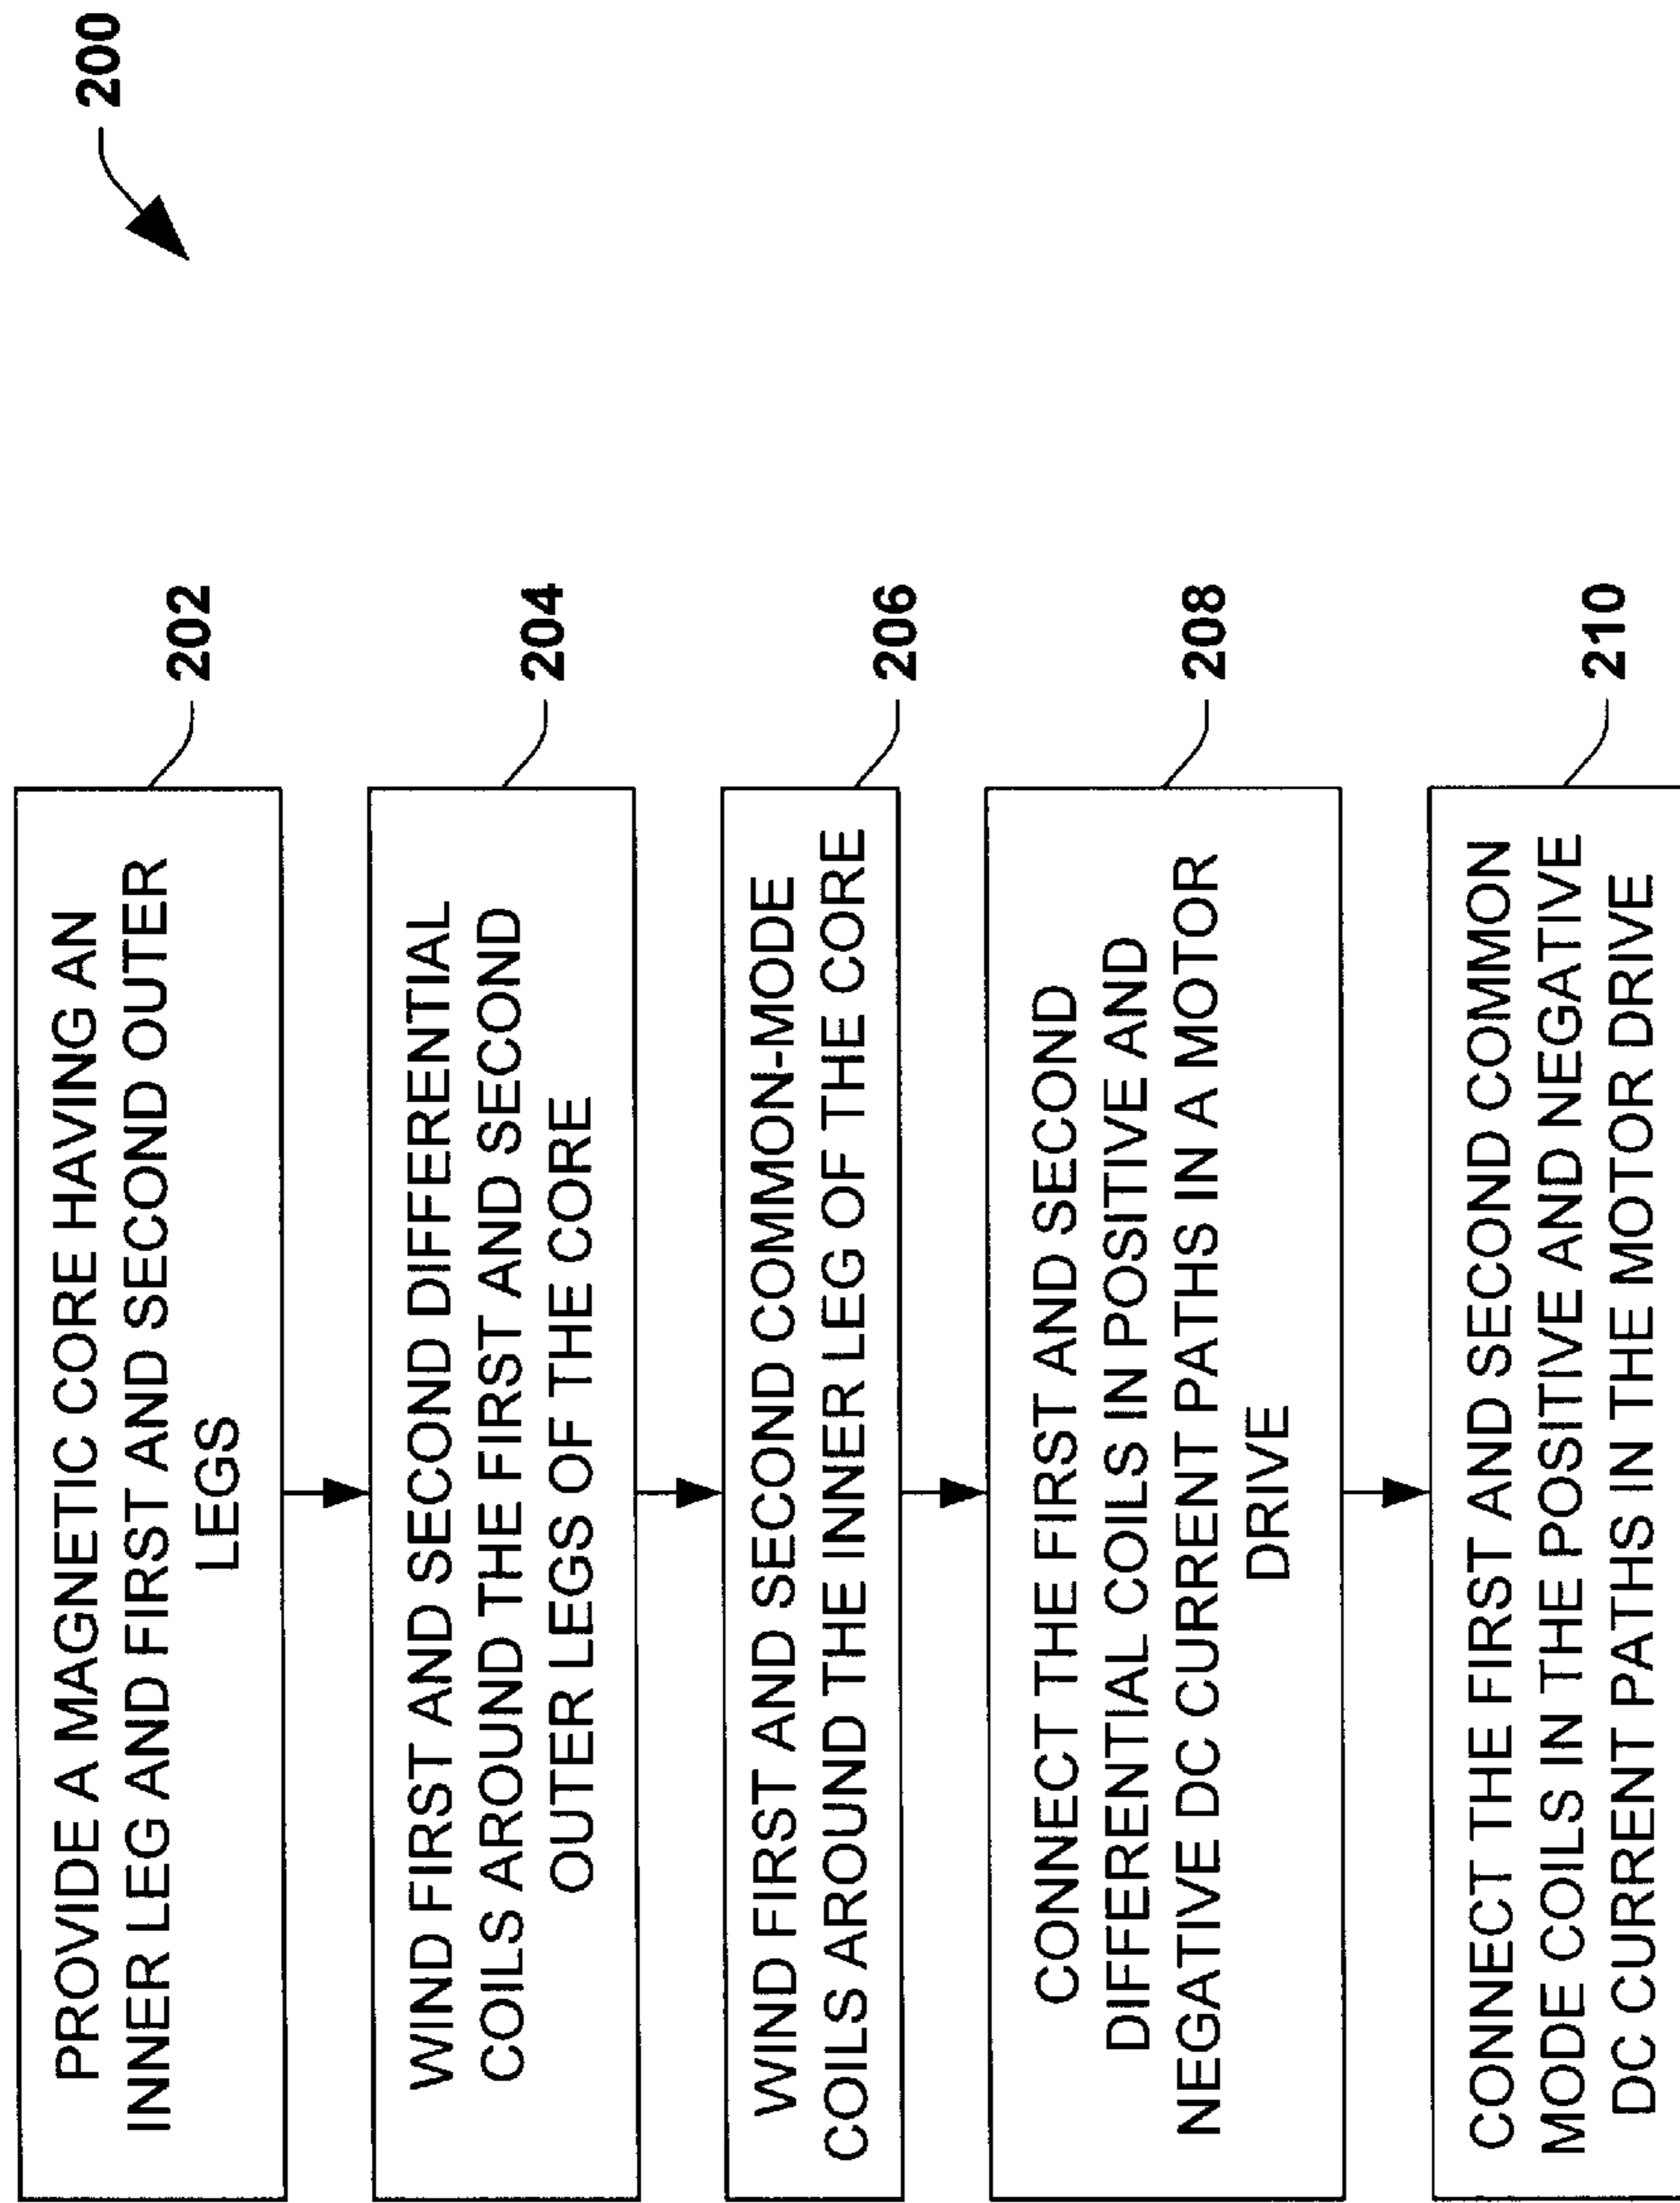 200
PROVIDE A MAGNETIC CORE HAVING AN
INNER LEG AND FIRST AND SECOND OUTER
LEGS
202
WIND FIRST AND SECOND DIFFERENTIAL
COILS AROUND THE FIRST AND SECOND
OUTER LEGS OF THE CORE
204
WIND FIRST AND SECOND COMMON-MODE
COILS AROUND THE INNER LEG OF THE CORE
206
CONNECT THE FIRST AND SECOND
DIFFERENTIAL COILS IN POSITIVE AND
NEGATIVE DC CURRENT PATHS IN A MOTOR
DRIVE
208
CONNECT THE FIRST AND SECOND COMMON
MODE COILS IN THE POSITIVE AND NEGATIVE
DC CURRENT PATHS IN THE MOTOR DRIVE
210